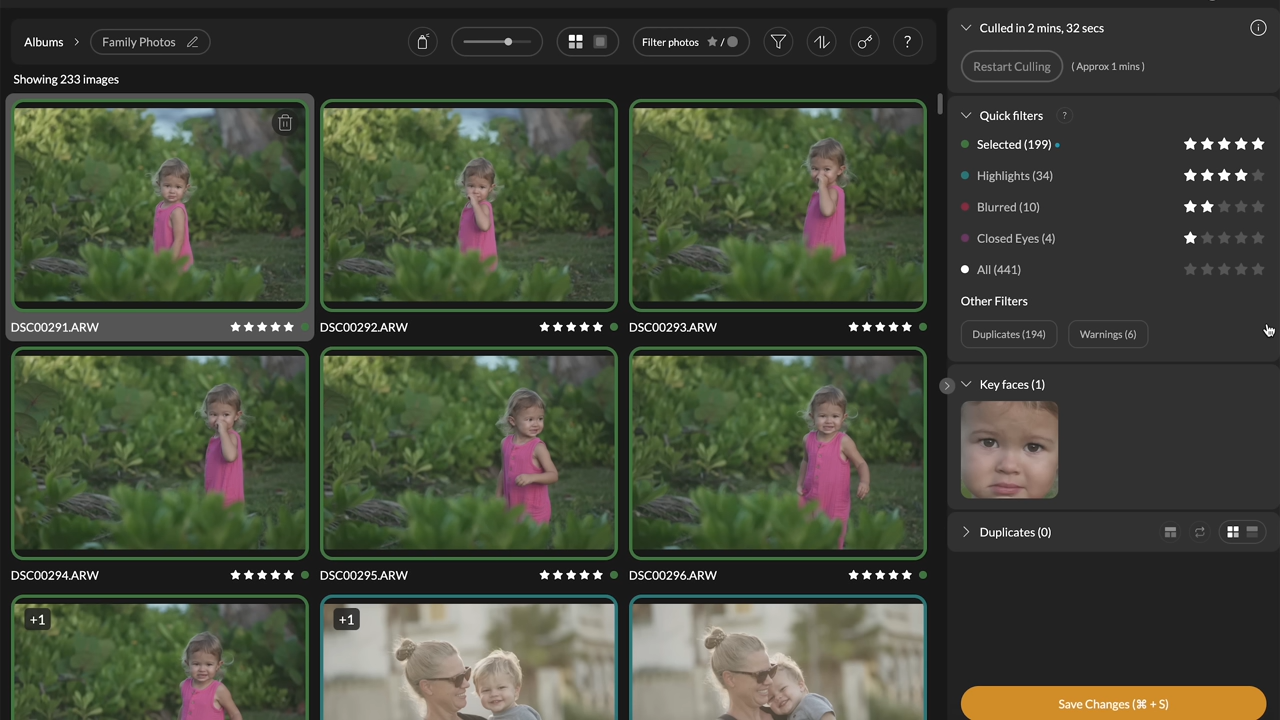 Albums > Family Photos
Filter photos ★ / ?
Showing 233 images
DSC00291.ARW
DSC00292.ARW
DSC00293.ARW
DSC00294.ARW
DSC00295.ARW
DSC00296.ARW
+1
+1
Culled in 2 mins, 32 secs
Restart Culling ( Approx 1 mins )
Quick filters ?
Selected (199)
Highlights (34)
Blurred (10)
Closed Eyes (4)
All (441)
Other Filters
Duplicates (194) Warnings (6)
Key faces (1)
Duplicates (0)
Save Changes (⌘ + S)